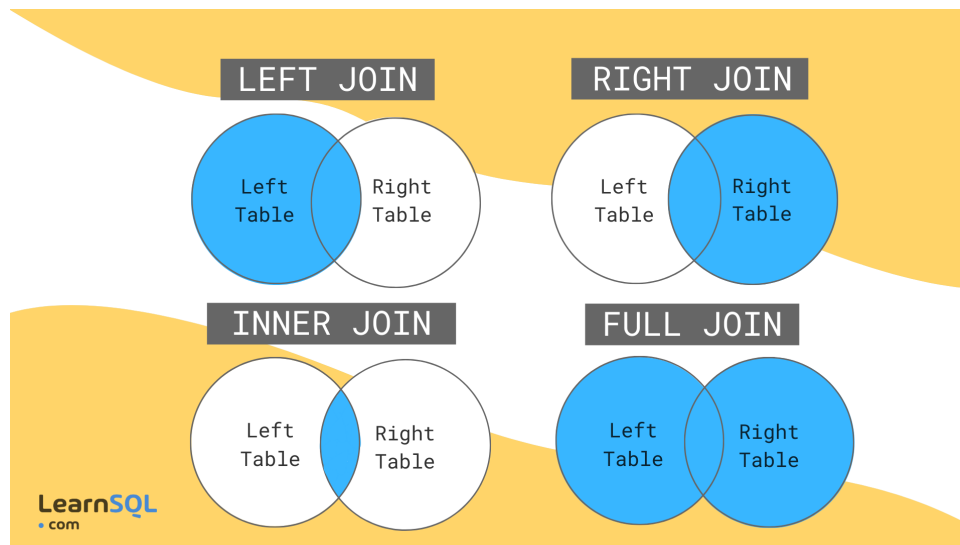 LEFT JOIN
Left
Table
Right
Table
RIGHT JOIN
Left
Table
Right
Table
INNER JOIN
Left
Table
Right
Table
FULL JOIN
Left
Table
Right
Table
LearnSQL
.com